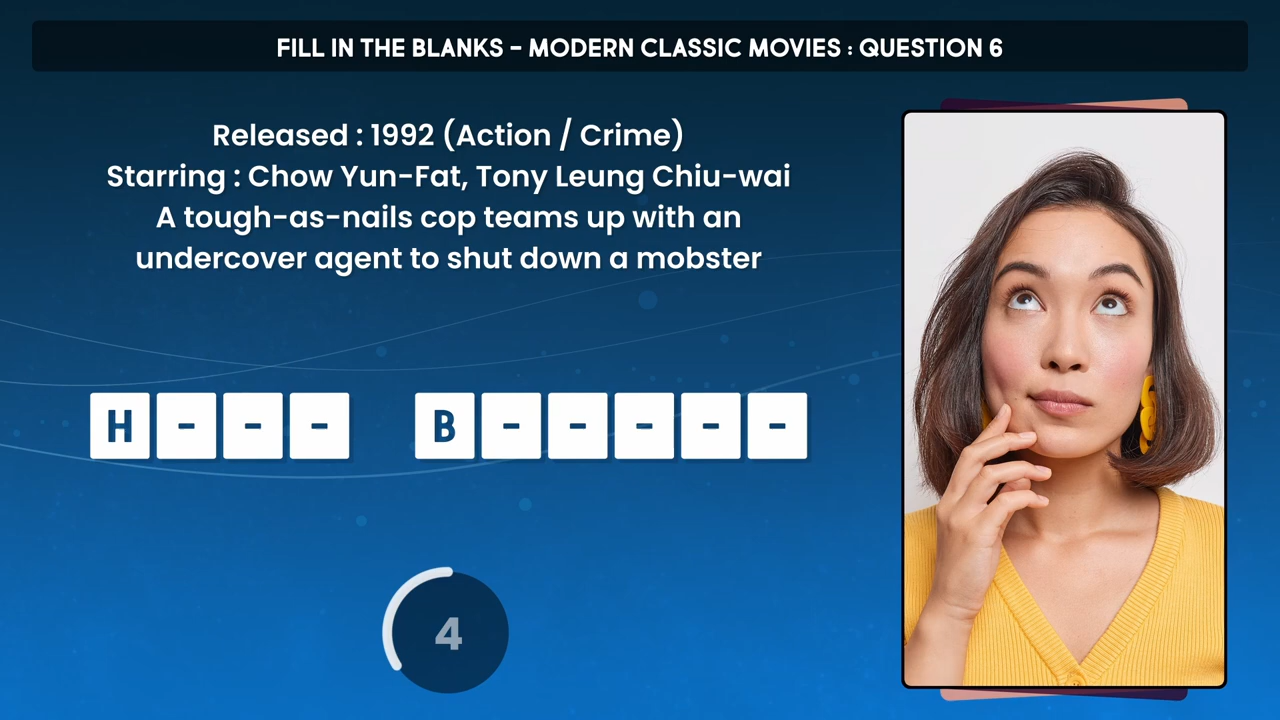 FILL IN THE BLANKS - MODERN CLASSIC MOVIES : QUESTION 6
Released : 1992 (Action / Crime)
Starring : Chow Yun-Fat, Tony Leung Chiu-wai
A tough-as-nails cop teams up with an
undercover agent to shut down a mobster
H - - - B - - - - -
4